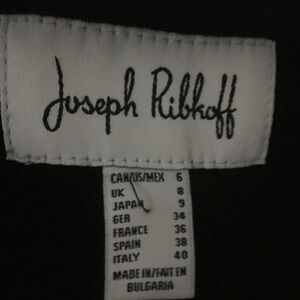 Joseph Ribkoff
CAN/US/MEX 6
UK 8
JAPAN 9
GER 34
FRANCE 36
SPAIN 38
ITALY 40
MADE IN/FAIT EN
BULGARIA